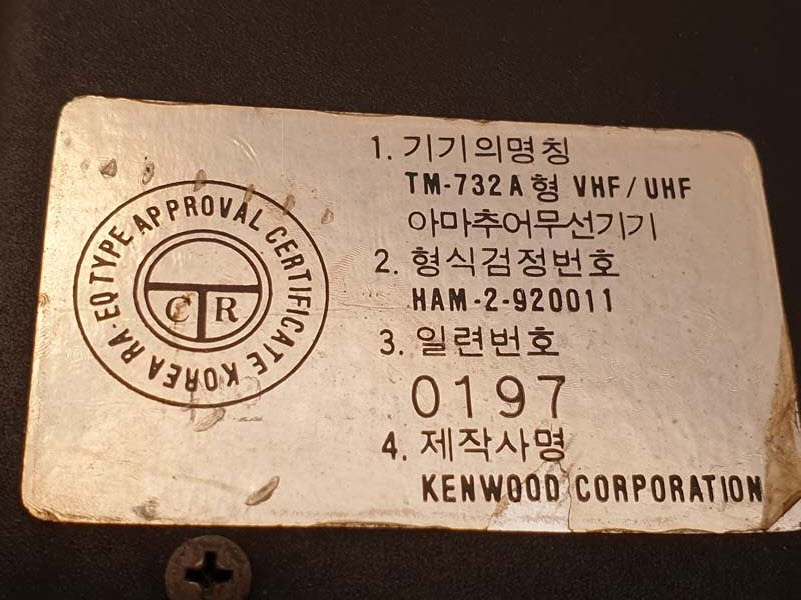 RA-EQ TYPE APPROVAL CERTIFICATE KOREA
C R
1. 기기의명칭
TM-732A형 VHF/UHF
아마추어무선기기
2. 형식검정번호
HAM-2-920011
3. 일련번호
0197
4. 제작사명
KENWOOD CORPORATION